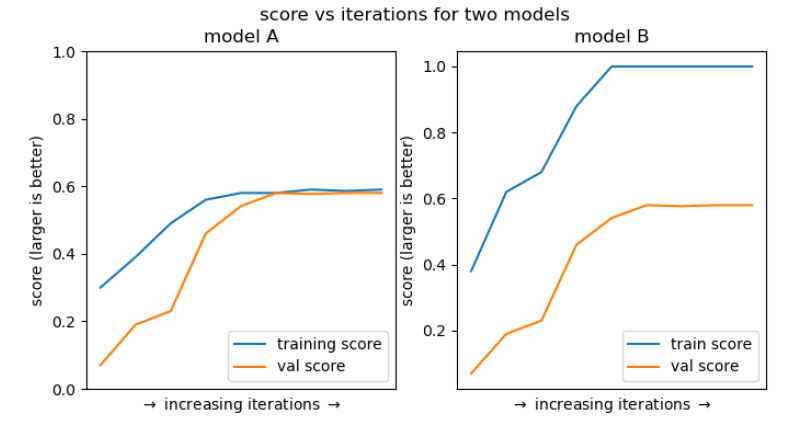 score vs iterations for two models
model A
score (larger is better)
1.0
0.8
0.6
0.4
0.2
0.0
training score
val score
→ increasing iterations →
model B
score (larger is better)
1.0
0.8
0.6
0.4
0.2
train score
val score
→ increasing iterations →